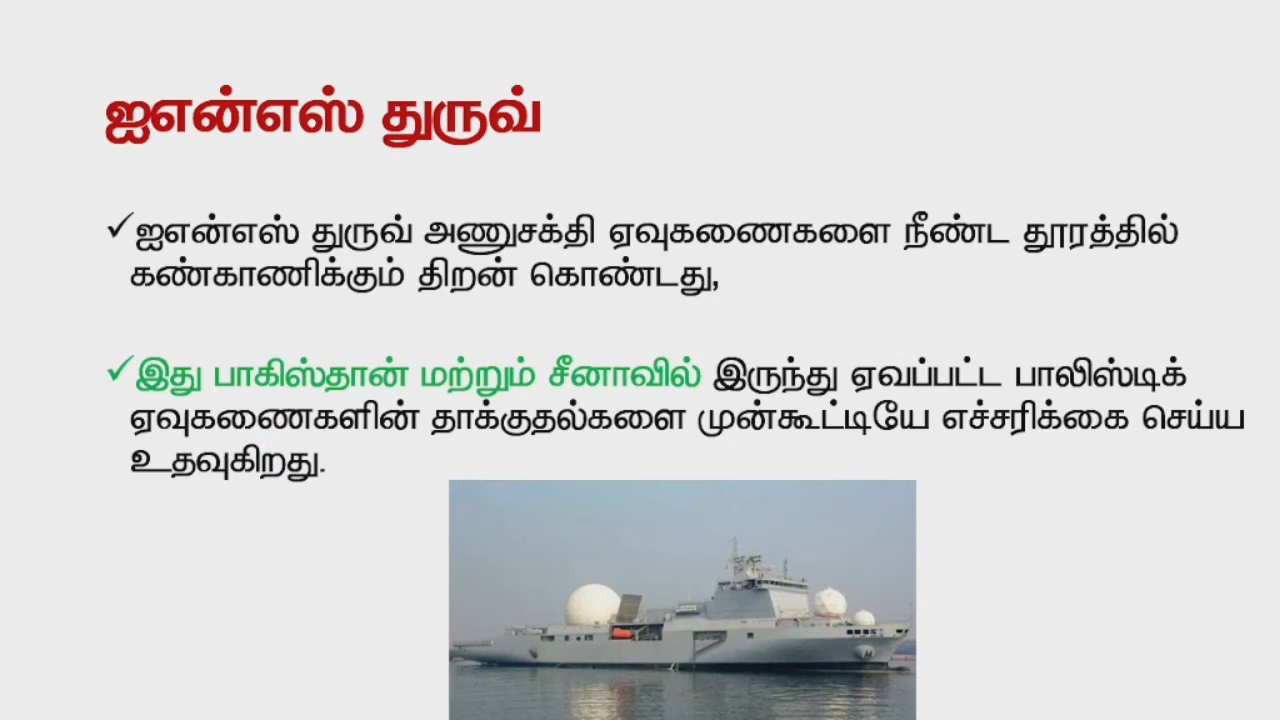 ஐஎன்எஸ் துருவ்
✓ஐஎன்எஸ் துருவ் அணுசக்தி ஏவுகணைகளை நீண்ட தூரத்தில்
கண்காணிக்கும் திறன் கொண்டது,
✓இது பாகிஸ்தான் மற்றும் சீனாவில் இருந்து ஏவப்பட்ட பாலிஸ்டிக்
ஏவுகணைகளின் தாக்குதல்களை முன்கூட்டியே எச்சரிக்கை செய்ய
உதவுகிறது.